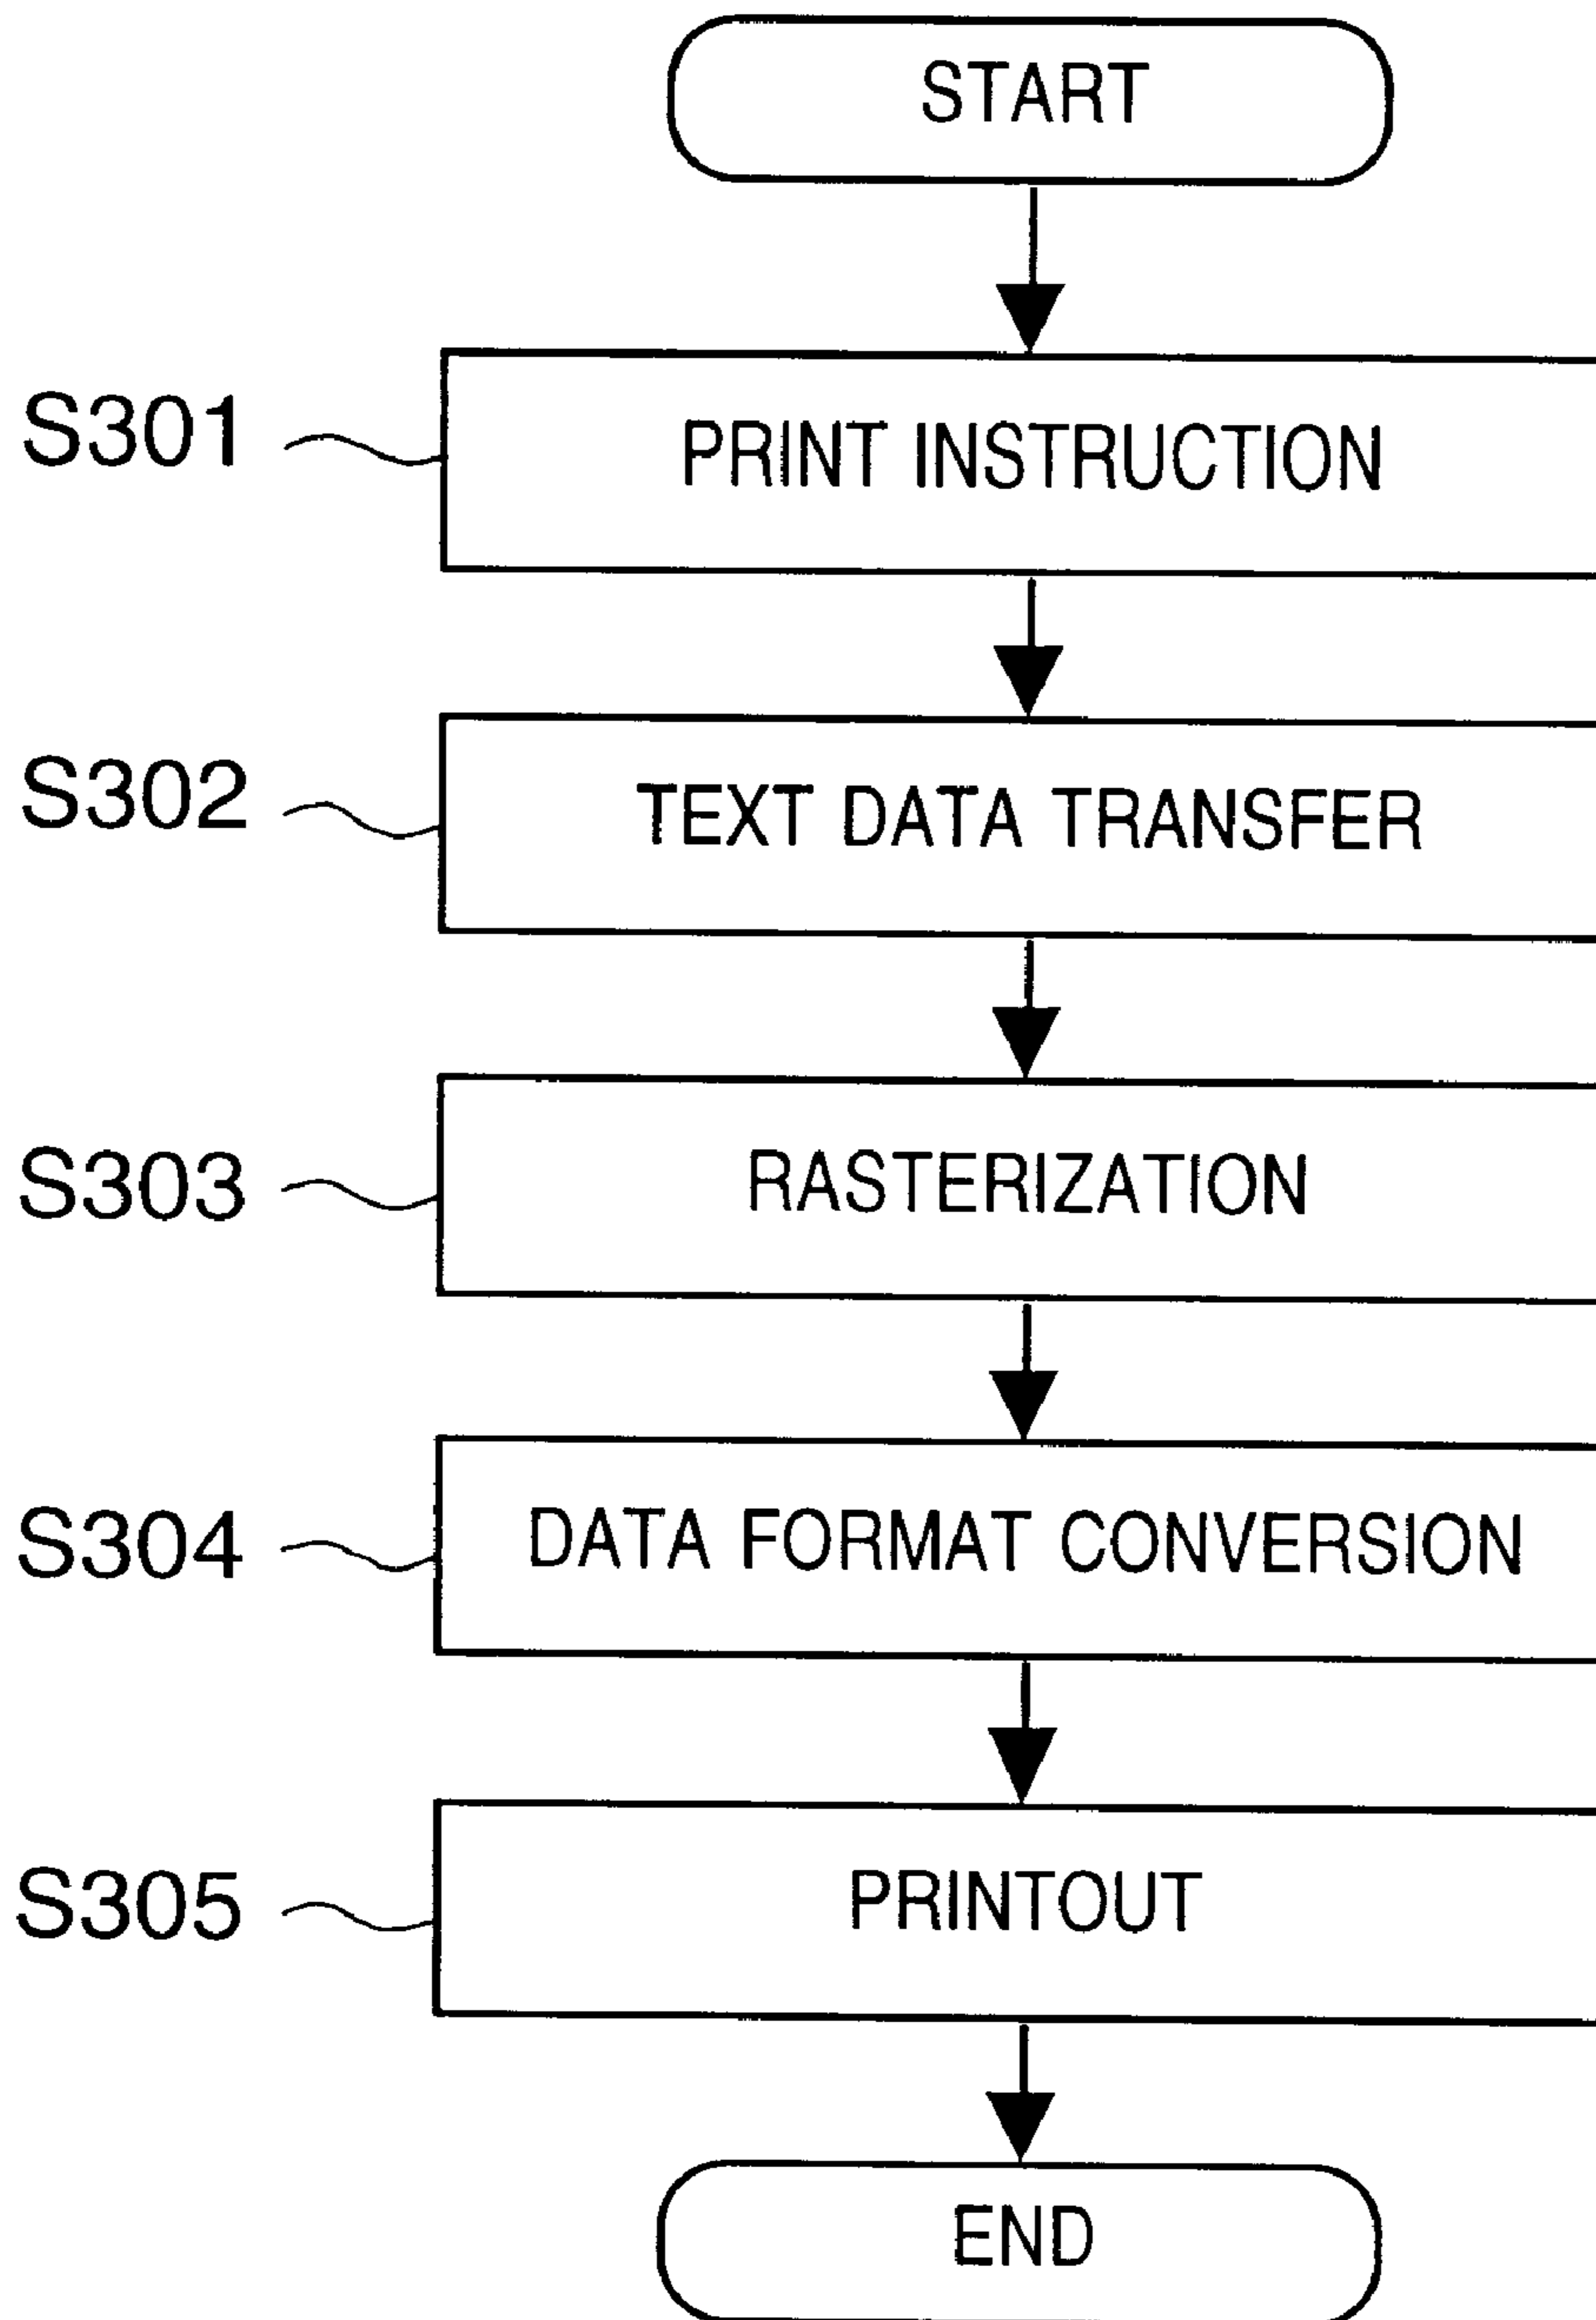 START
S301 PRINT INSTRUCTION
S302 TEXT DATA TRANSFER
S303 RASTERIZATION
S304 DATA FORMAT CONVERSION
S305 PRINTOUT
END